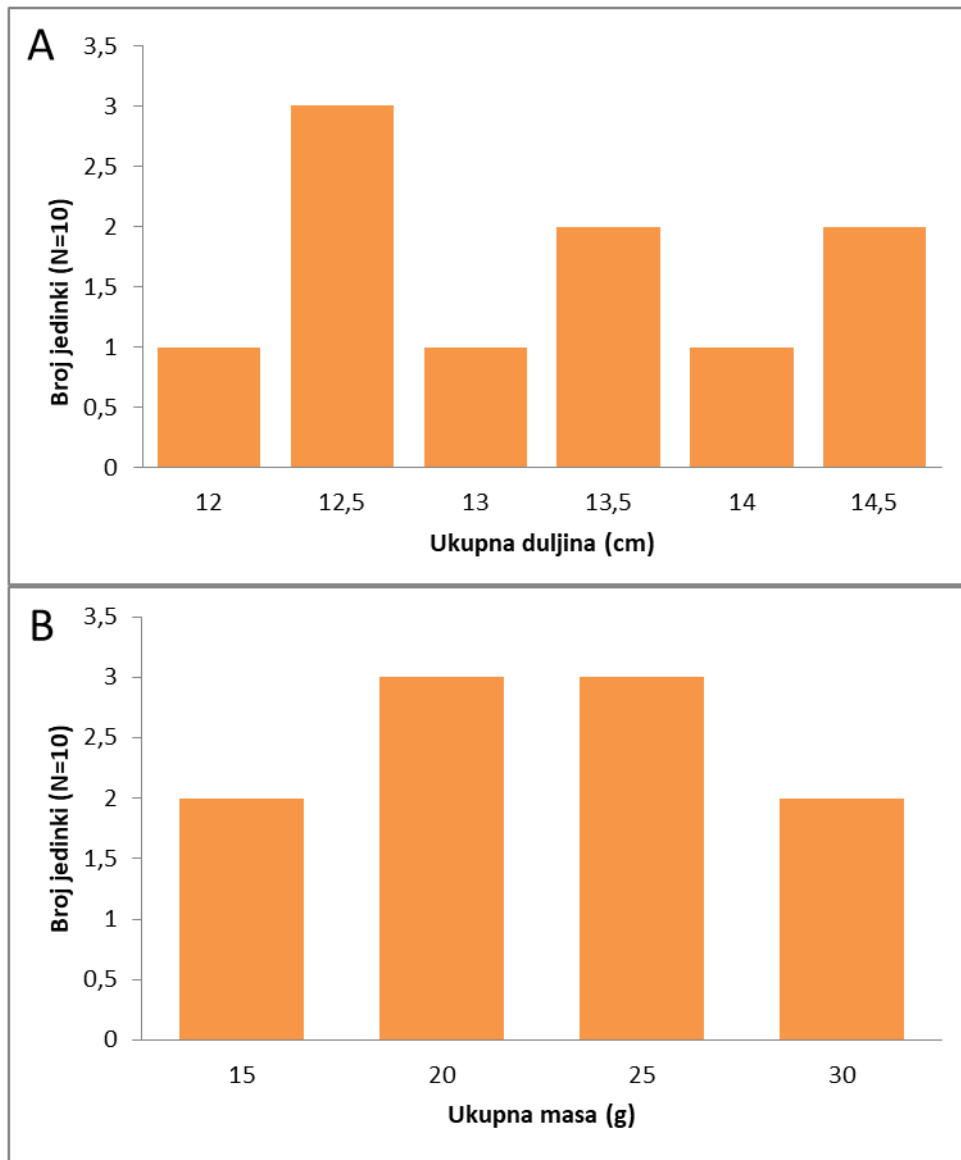 A
3,5
3
2,5
2
1,5
1
0,5
0
Broj jedinki (N=10)
12 12,5 13 13,5 14 14,5
Ukupna duljina (cm)
B
3,5
3
2,5
2
1,5
1
0,5
0
Broj jedinki (N=10)
15 20 25 30
Ukupna masa (g)